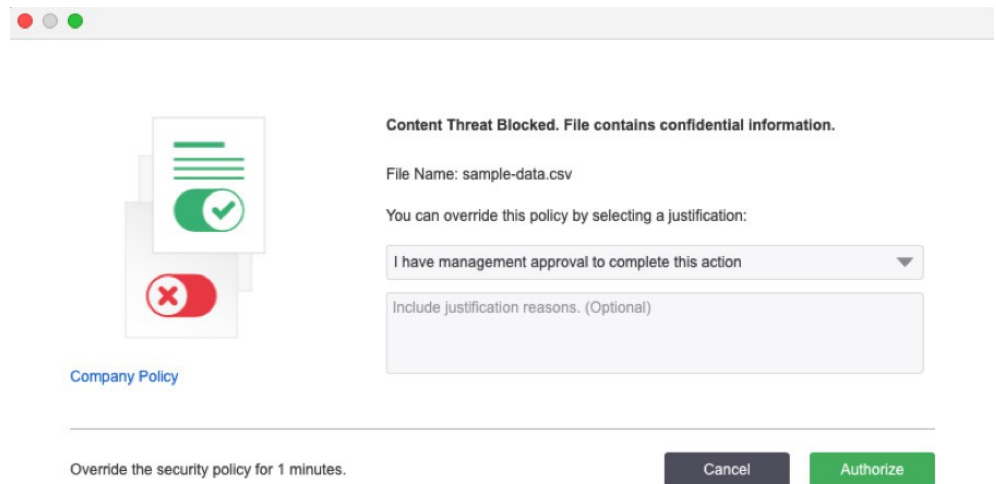 Content Threat Blocked. File contains confidential information.
File Name: sample-data.csv
You can override this policy by selecting a justification:
I have management approval to complete this action
Include justification reasons. (Optional)
Company Policy
Override the security policy for 1 minutes.
Cancel
Authorize